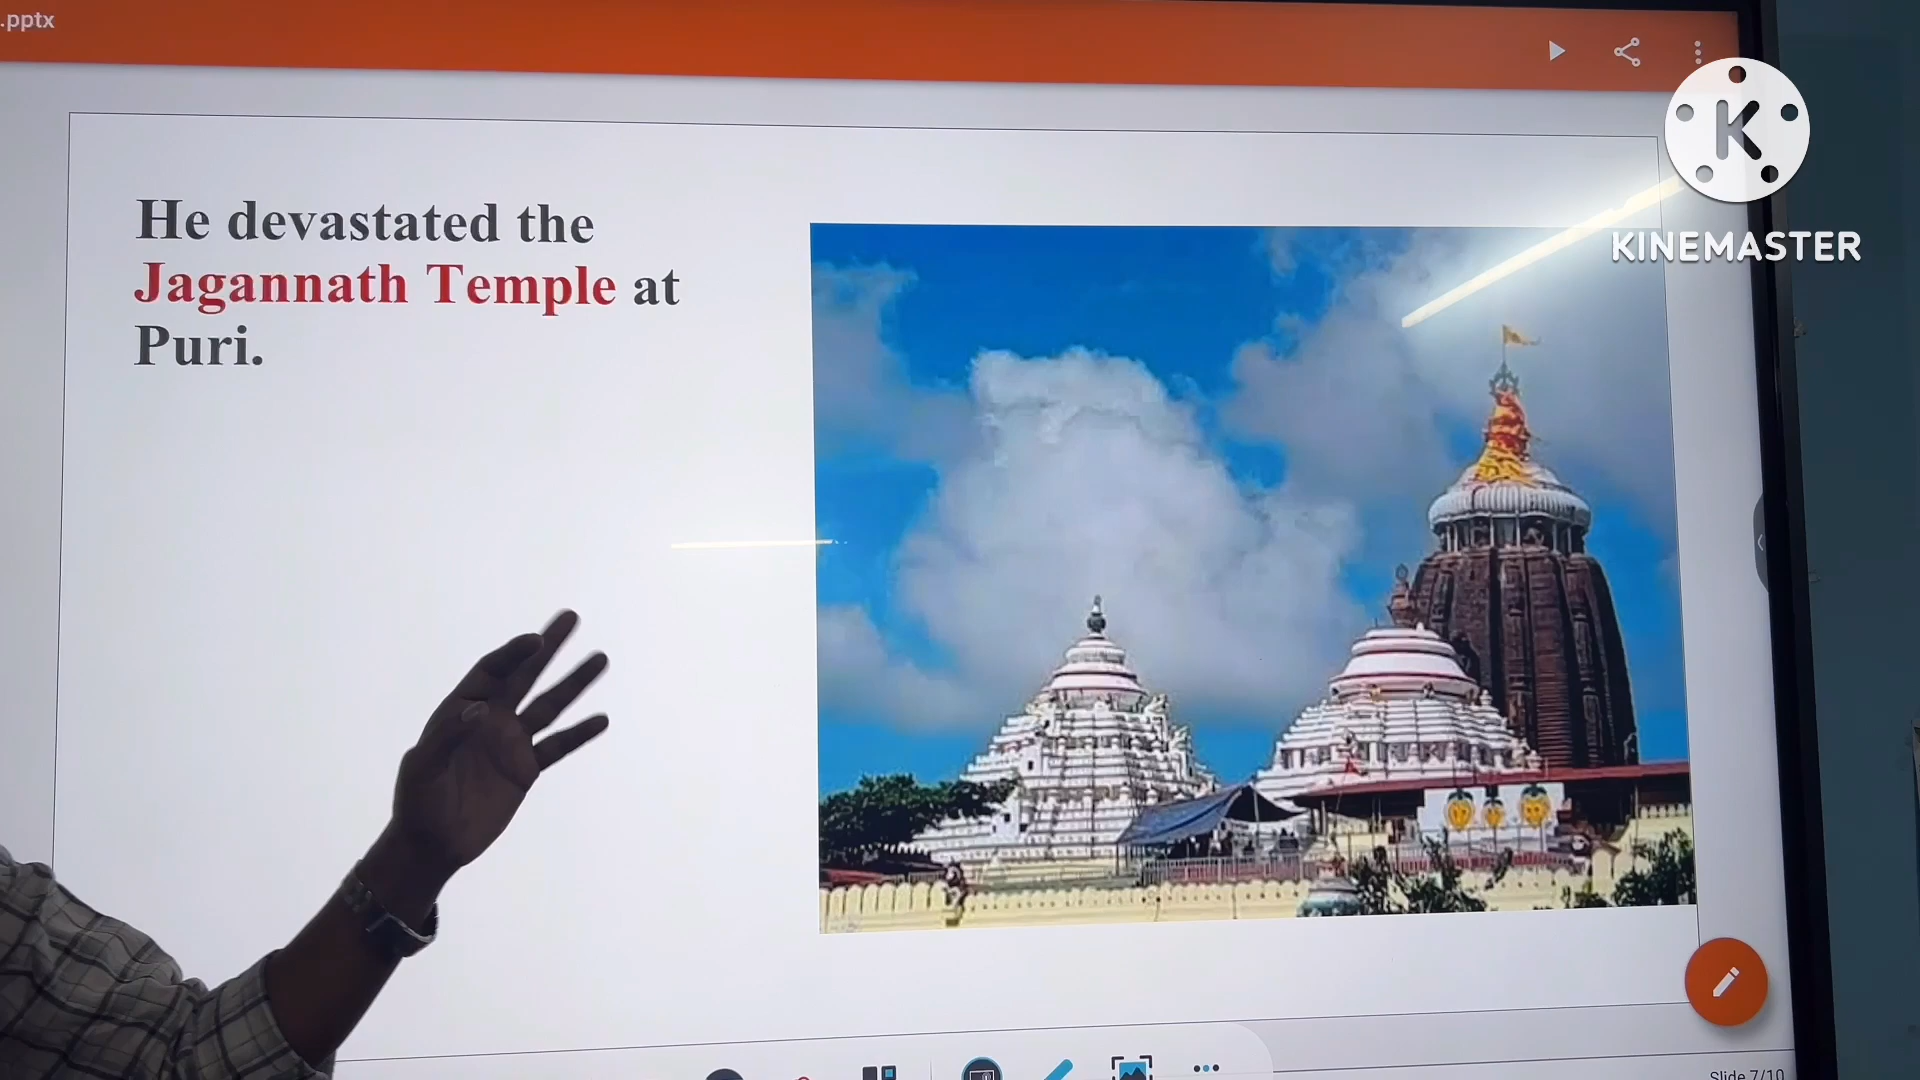 .pptx
K
KINEMASTER
He devastated the
Jagannath Temple at
Puri.
Slide 7/10